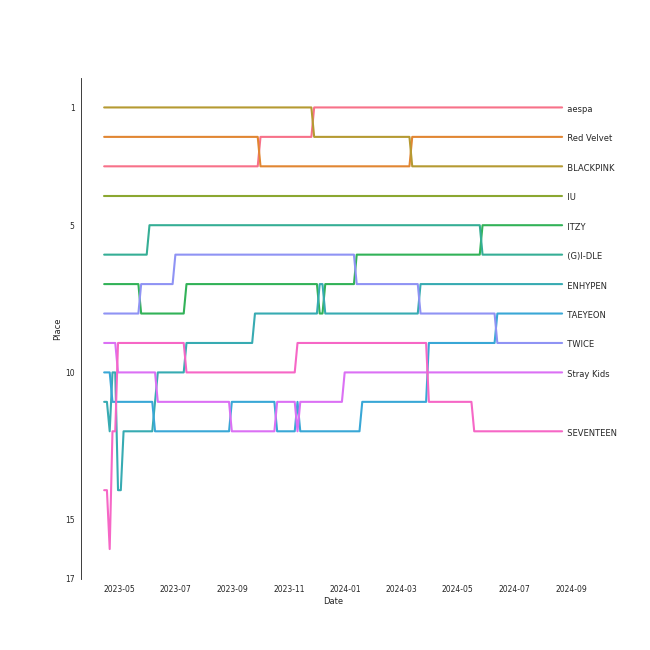 1
5
10
15
17
Place
aespa
Red Velvet
BLACKPINK
IU
ITZY
(G)I-DLE
ENHYPEN
TAEYEON
TWICE
Stray Kids
SEVENTEEN
2023-05 2023-07 2023-09 2023-11 2024-01 2024-03 2024-05 2024-07 2024-09
Date